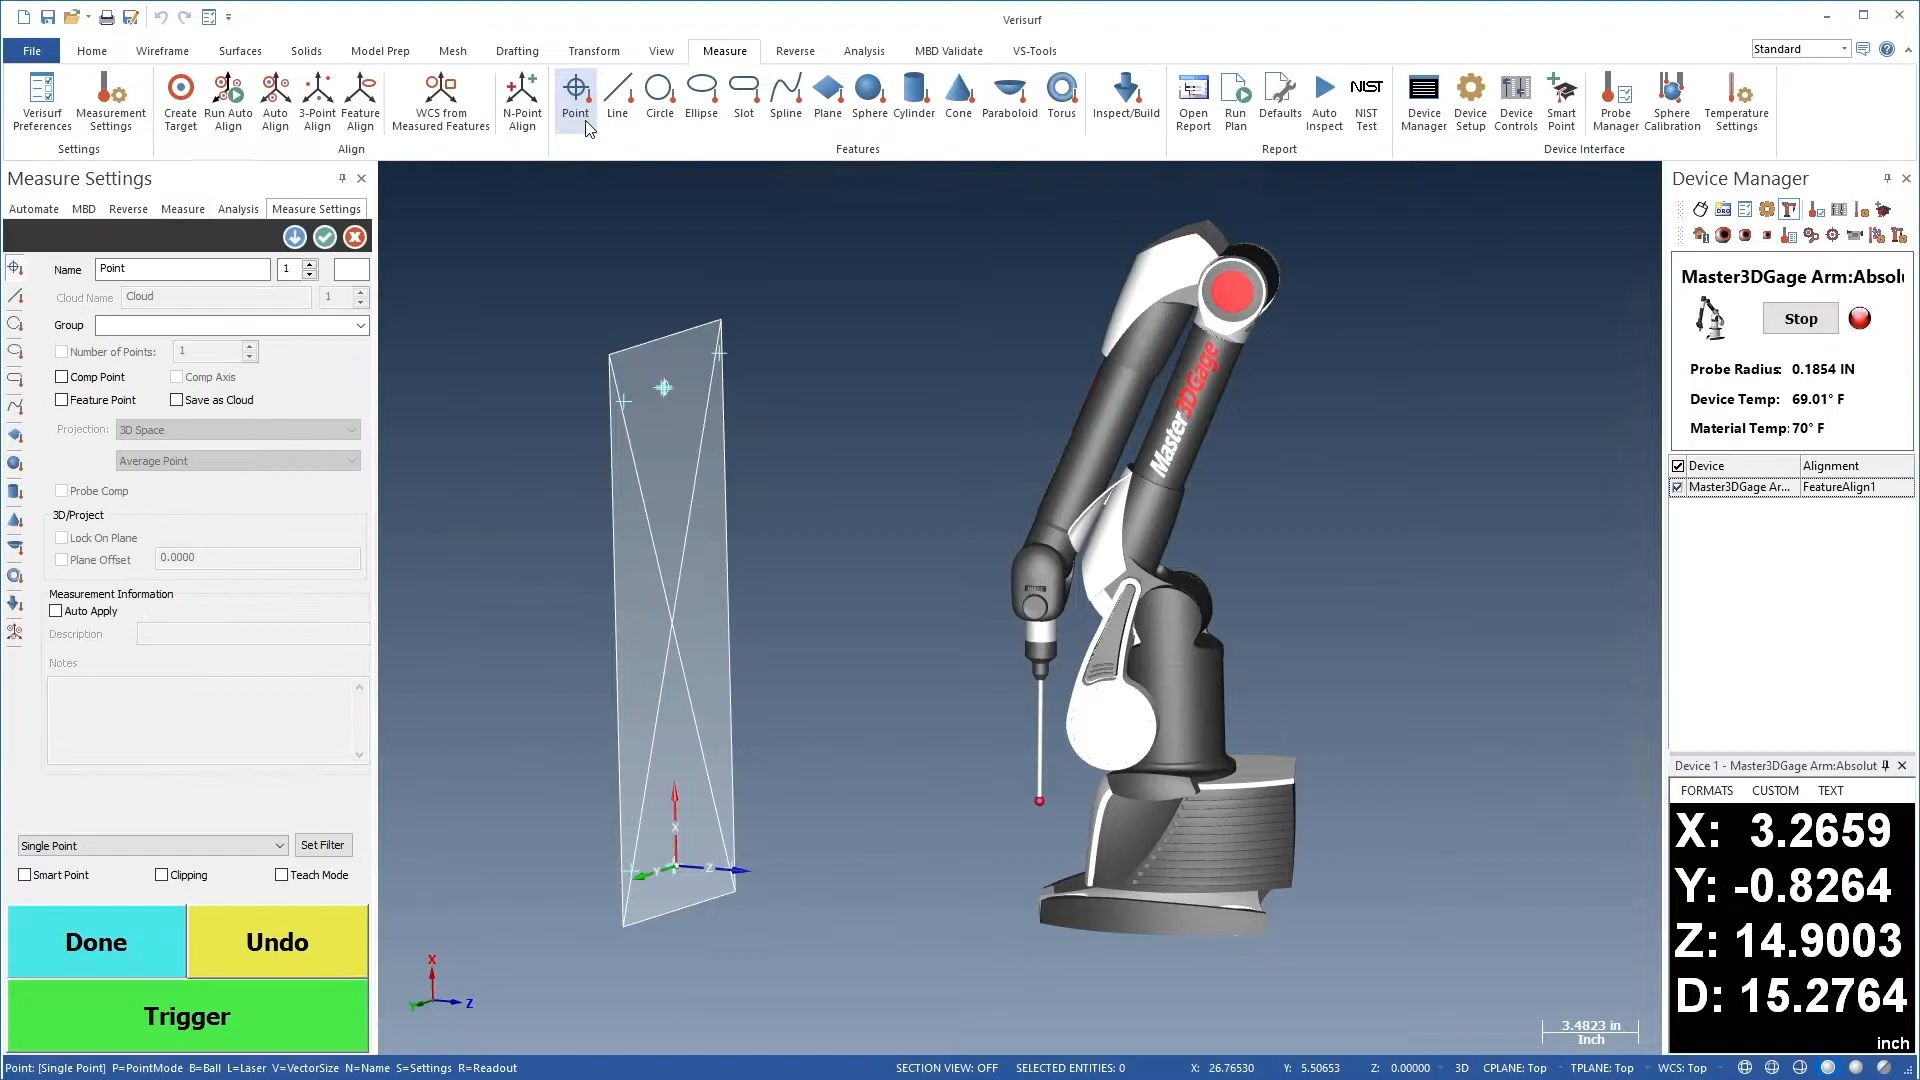 Verisurf
File Home Wireframe Surfaces Solids Model Prep Mesh Drafting Transform View Measure Reverse Analysis MBD Validate VS-Tools Standard
Verisurf Preferences
Measurement Settings
Settings
Create Target
Run Auto Align
Auto Align
3-Point Align
Feature Align
WCS from Measured Features
N-Point Align
Align
Point Line Circle Ellipse Slot Spline Plane Sphere Cylinder Cone Paraboloid Torus Inspect/Build
Features
Open Report
Run Plan
Defaults
Auto Inspect
NIST
NIST Test
Report
Device Manager
Device Setup
Device Controls
Smart Point
Probe Manager
Sphere Calibration
Temperature Settings
Device Interface
Measure Settings
Automate MBD Reverse Measure Analysis Measure Settings
Name Point 1
Cloud Name Cloud 1
Group
Number of Points: 1
Comp Point Comp Axis
Feature Point Save as Cloud
Projection: 3D Space
Average Point
Probe Comp
3D/Project
Lock On Plane
Plane Offset 0.0000
Measurement Information
Auto Apply
Description
Notes
Single Point Set Filter
Smart Point Clipping Teach Mode
Done Undo
Trigger
Master3DGage
X
Y
Z
X
Y
Z
3.4823 in
Inch
Device Manager
DRO
Master3DGage Arm:Absolu
Stop
Probe Radius: 0.1854 IN
Device Temp: 69.01° F
Material Temp: 70° F
Device Alignment
Master3DGage Ar... FeatureAlign1
Device 1 - Master3DGage Arm:Absolut
FORMATS CUSTOM TEXT
X: 3.2659
Y: -0.8264
Z: 14.9003
D: 15.2764
inch
Point: [Single Point] P=PointMode B=Ball L=Laser V=VectorSize N=Name S=Settings R=Readout SECTION VIEW: OFF SELECTED ENTITIES: 0 X: 26.76530 Y: 5.50653 Z: 0.00000 3D CPLANE: Top TPLANE: Top WCS: Top